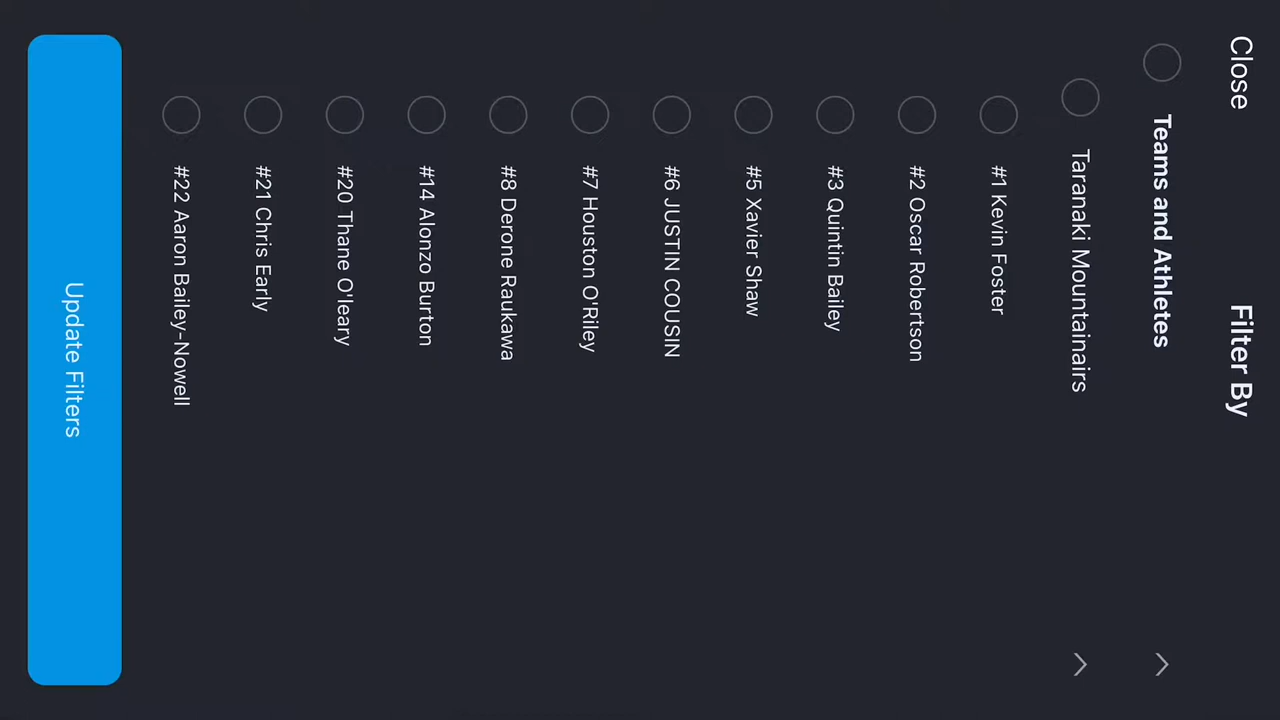 Close
Filter By
Teams and Athletes
Taranaki Mountainairs
#1 Kevin Foster
#2 Oscar Robertson
#3 Quintin Bailey
#5 Xavier Shaw
#6 JUSTIN COUSIN
#7 Houston O'Riley
#8 Derone Raukawa
#14 Alonzo Burton
#20 Thane O'leary
#21 Chris Early
#22 Aaron Bailey-Nowell
Update Filters